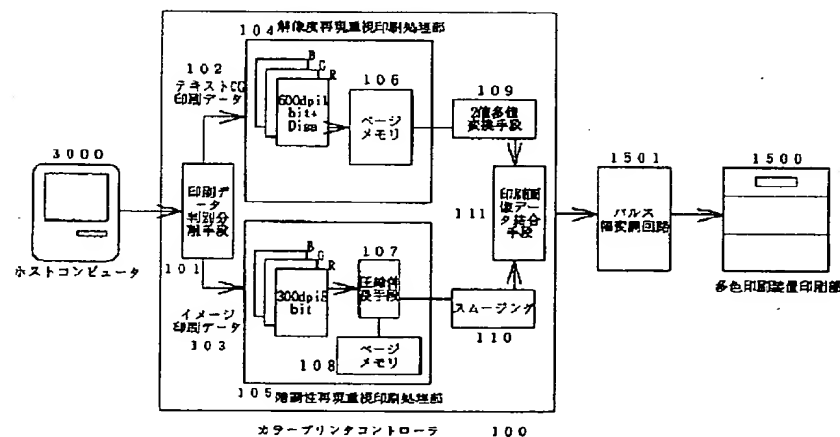 104
解像度再現重視印刷処理部
102
テキストCG
印刷データ
B
G
R
600dpi1
bit+
106
ページ
メモリ
109
2値多値
変換手段
3000
ホストコンピュータ
印刷デー
タ
判別分
割手段
101
111
印刷画
像デー
タ結合
手段
1501
パルス
幅変調回路
1500
多色印刷装置印刷部
イメージ
印刷データ
103
B
G
R
300dpi8
bit
107
圧縮伸
長手段
108
ページ
メモリ
スムージング
110
105
階調性再現重視印刷処理部
カラープリンタコントローラ
100